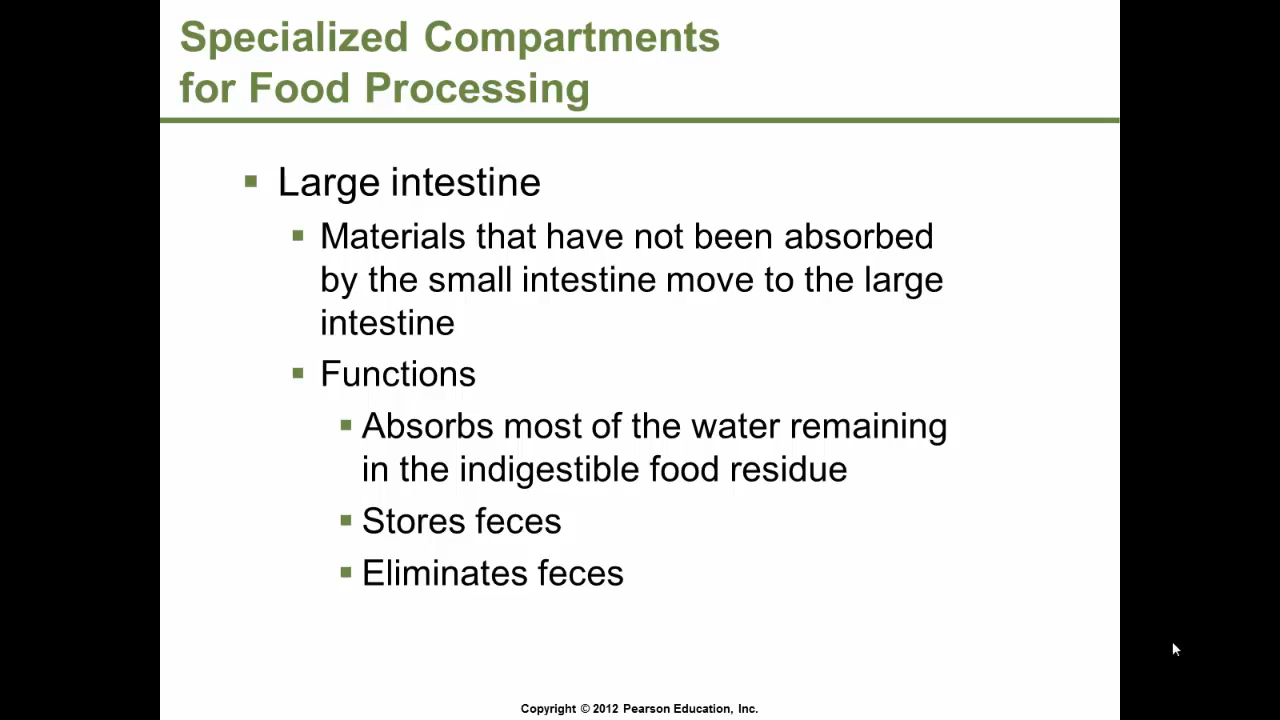 Specialized Compartments
for Food Processing
▪ Large intestine
▪ Materials that have not been absorbed
by the small intestine move to the large
intestine
▪ Functions
▪ Absorbs most of the water remaining
in the indigestible food residue
▪ Stores feces
▪ Eliminates feces
Copyright © 2012 Pearson Education, Inc.